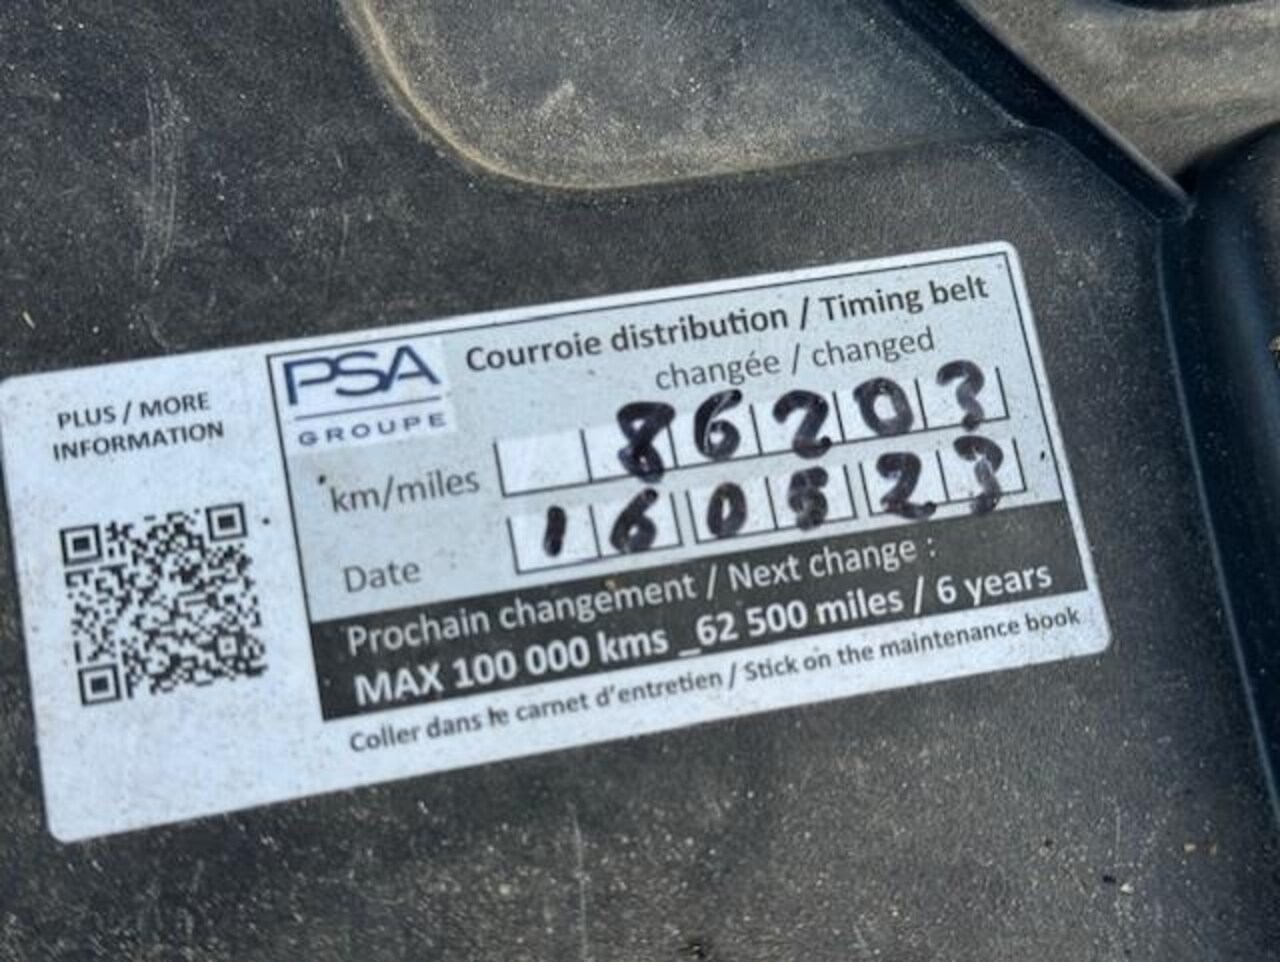 PLUS / MORE
INFORMATION
PSA
GROUPE
Courroie distribution / Timing belt
changée / changed
km/miles 86203
Date 160523
Prochain changement / Next change :
MAX 100 000 kms _62 500 miles / 6 years
Coller dans le carnet d'entretien / Stick on the maintenance book